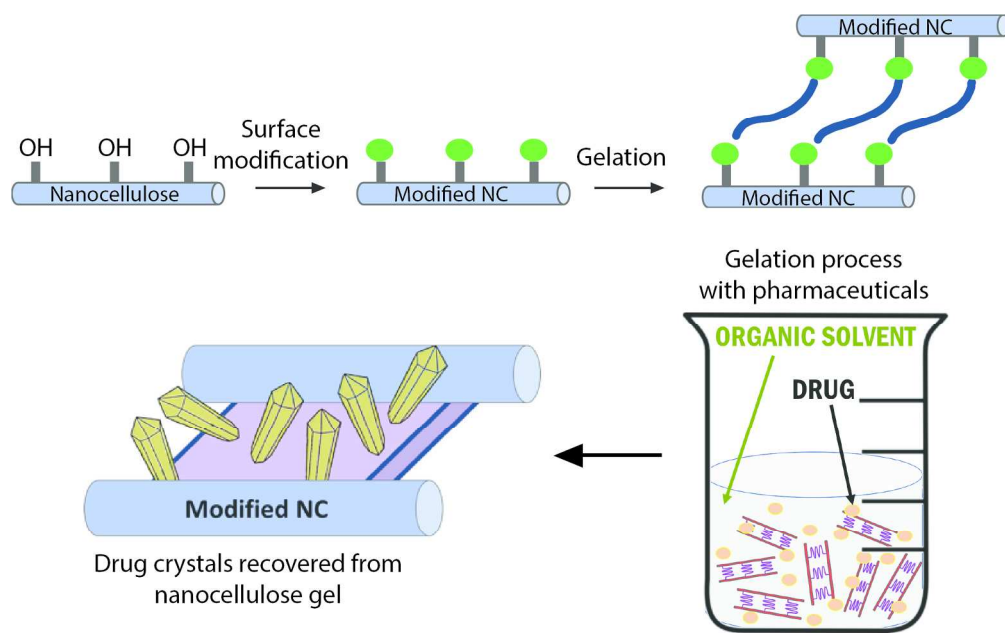 Modified NC
OH OH OH
Surface
modification
Gelation
Nanocellulose
Modified NC
Modified NC
Gelation process
with pharmaceuticals
ORGANIC SOLVENT
DRUG
Modified NC
Drug crystals recovered from
nanocellulose gel